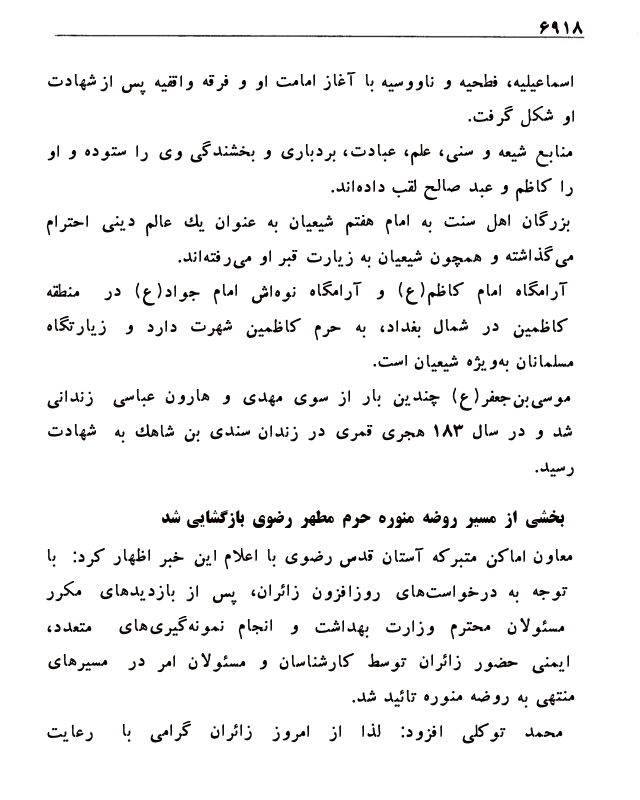 ۶۹۱۸
اسماعیلیه، فطحیه و ناووسیه با آغاز امامت او و فرقه واقفیه پس از شهادت
او شکل گرفت.
منابع شیعه و سنی، علم، عبادت، بردباری و بخشندگی وی را ستوده و او
را کاظم و عبد صالح لقب داده‌اند.
بزرگان اهل سنت به امام هفتم شیعیان به عنوان یك عالم دینی احترام
می‌گذاشته و همچون شیعیان به زیارت قبر او می‌رفته‌اند.
آرامگاه امام کاظم(ع) و آرامگاه نوه‌اش امام جواد(ع) در منطقه
کاظمین در شمال بغداد، به حرم کاظمین شهرت دارد و زیارتگاه
مسلمانان به‌ویژه شیعیان است.
موسی‌بن‌جعفر(ع) چندین بار از سوی مهدی و هارون عباسی زندانی
شد و در سال ۱۸۳ هجری قمری در زندان سندی بن شاهك به شهادت
رسید.
بخشی از مسیر روضه منوره حرم مطهر رضوی بازگشایی شد
معاون اماکن متبرکه آستان قدس رضوی با اعلام این خبر اظهار کرد: با
توجه به درخواست‌های روزافزون زائران، پس از بازدیدهای مکرر
مسئولان محترم وزارت بهداشت و انجام نمونه‌گیری‌های متعدد،
ایمنی حضور زائران توسط کارشناسان و مسئولان امر در مسیرهای
منتهی به روضه منوره تائید شد.
محمد توکلی افزود: لذا از امروز زائران گرامی با رعایت